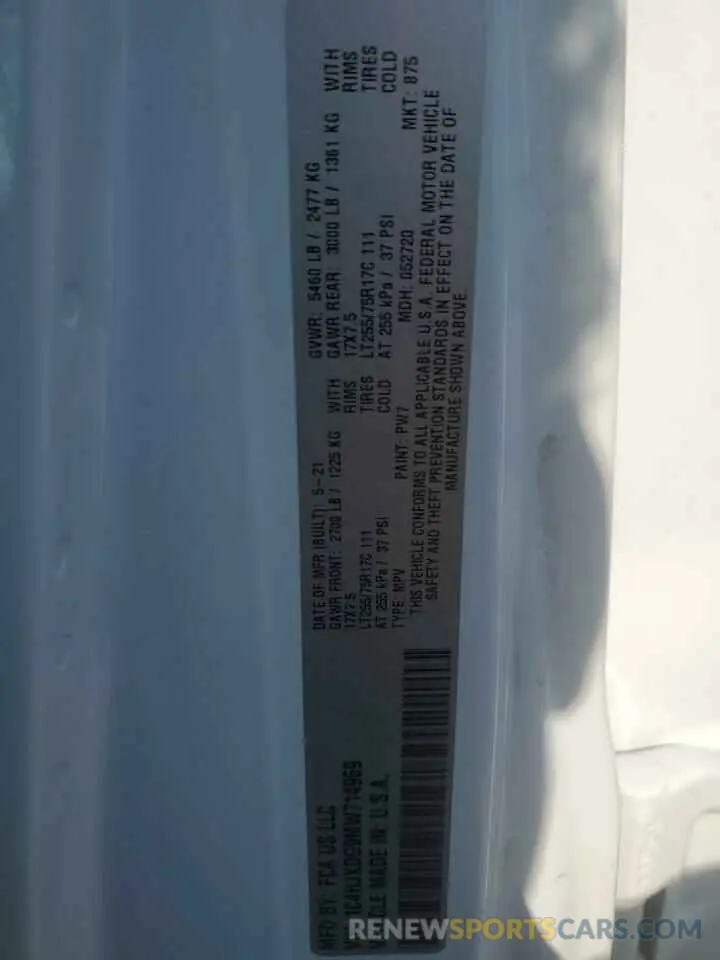 MFD BY: FCA US LLC
DATE OF MFR (BUILT): 5-21
GVWR: 5460 LB / 2477 KG
GAWR FRONT: 2700 LB / 1225 KG WITH
GAWR REAR 3000 LB / 1361 KG WITH
17X7.5 RIMS
17X7.5 RIMS
LT255/75R17C 111 TIRES
LT255/75R17C 111 TIRES
AT 255 kPa / 37 PSI COLD
AT 255 kPa / 37 PSI COLD
TYPE: MPV PAINT: PW7 MDH: 052720 MKT: 875
THIS VEHICLE CONFORMS TO ALL APPLICABLE U.S.A. FEDERAL MOTOR VEHICLE
SAFETY AND THEFT PREVENTION STANDARDS IN EFFECT ON THE DATE OF
MANUFACTURE SHOWN ABOVE.
MADE IN U.S.A.
RENEWSPORTSCARS.COM